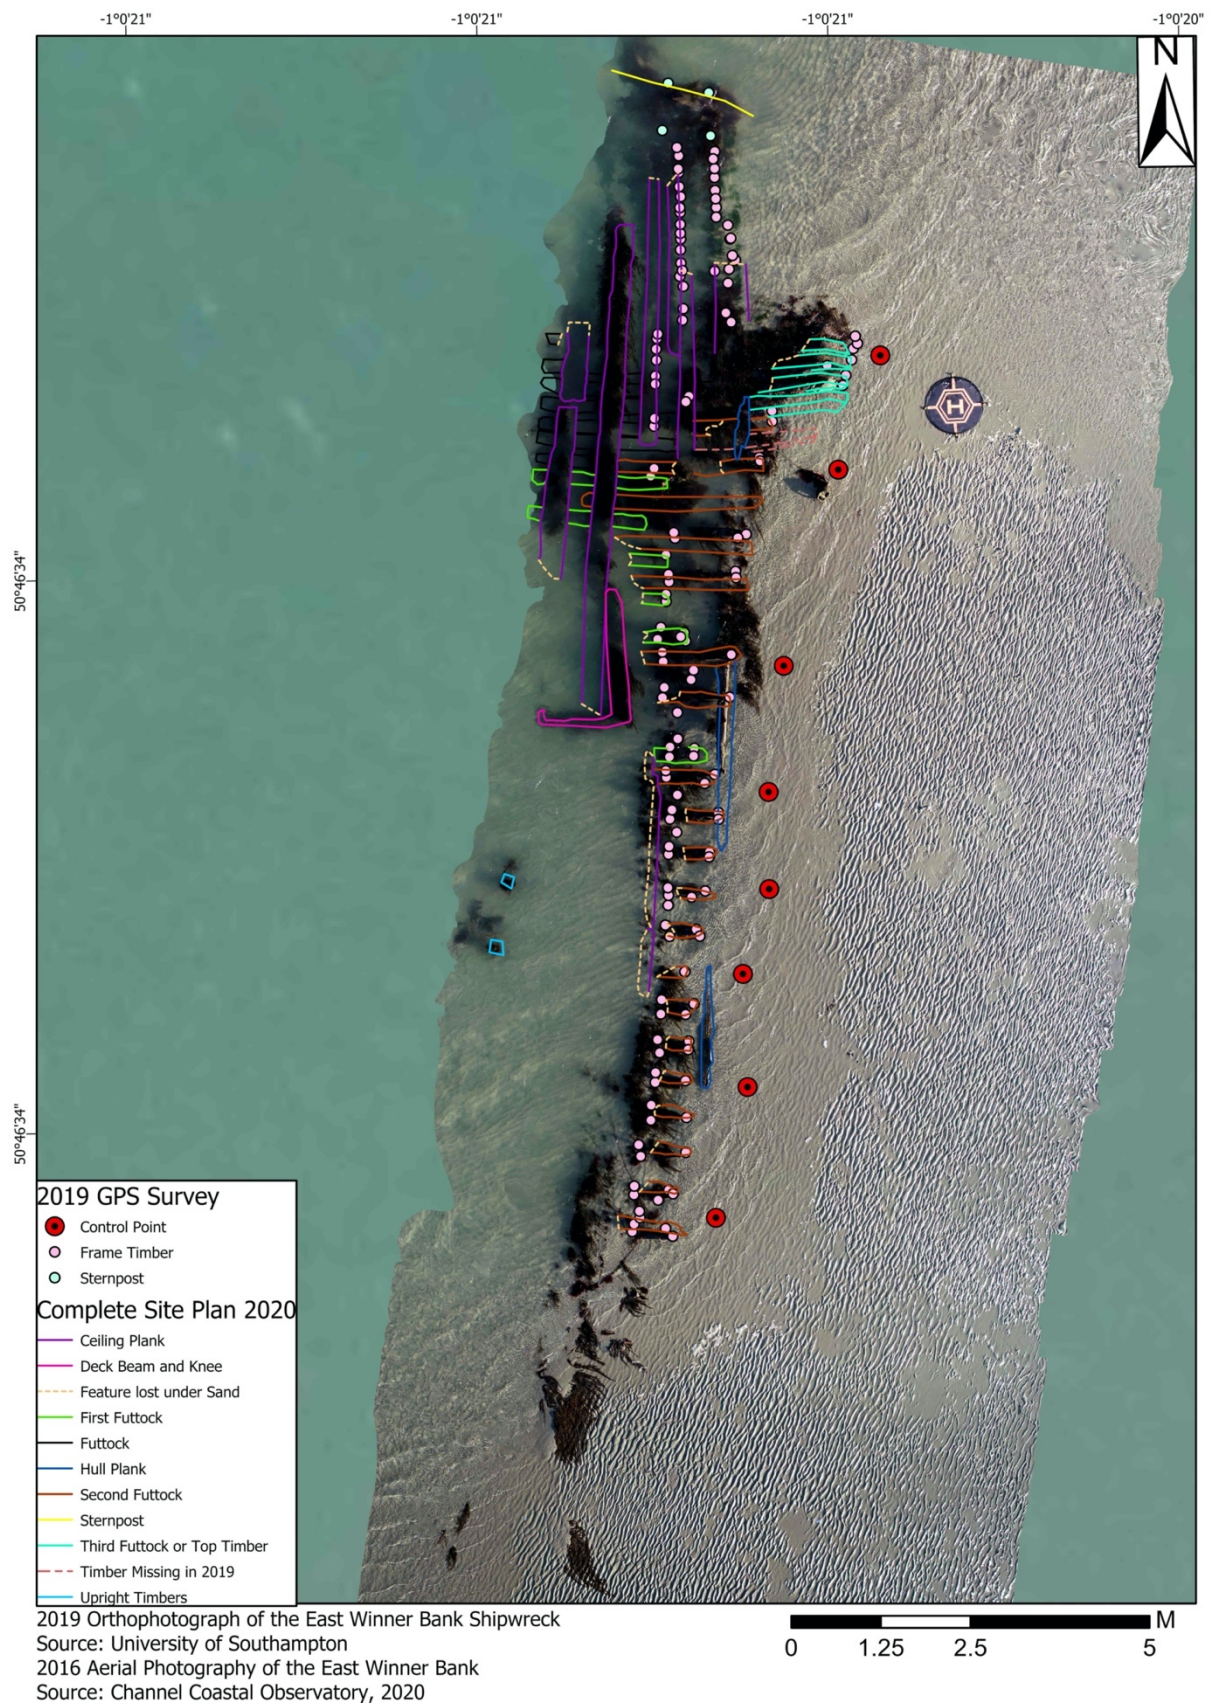 -1°0'21" -1°0'21" -1°0'21" -1°0'20"
N
H
50°46'34"
50°46'34"
2019 GPS Survey
Control Point
Frame Timber
Sternpost
Complete Site Plan 2020
Ceiling Plank
Deck Beam and Knee
Feature lost under Sand
First Futtock
Futtock
Hull Plank
Second Futtock
Sternpost
Third Futtock or Top Timber
Timber Missing in 2019
Upright Timbers
2019 Orthophotograph of the East Winner Bank Shipwreck
Source: University of Southampton
2016 Aerial Photography of the East Winner Bank
Source: Channel Coastal Observatory, 2020
M
0 1.25 2.5 5